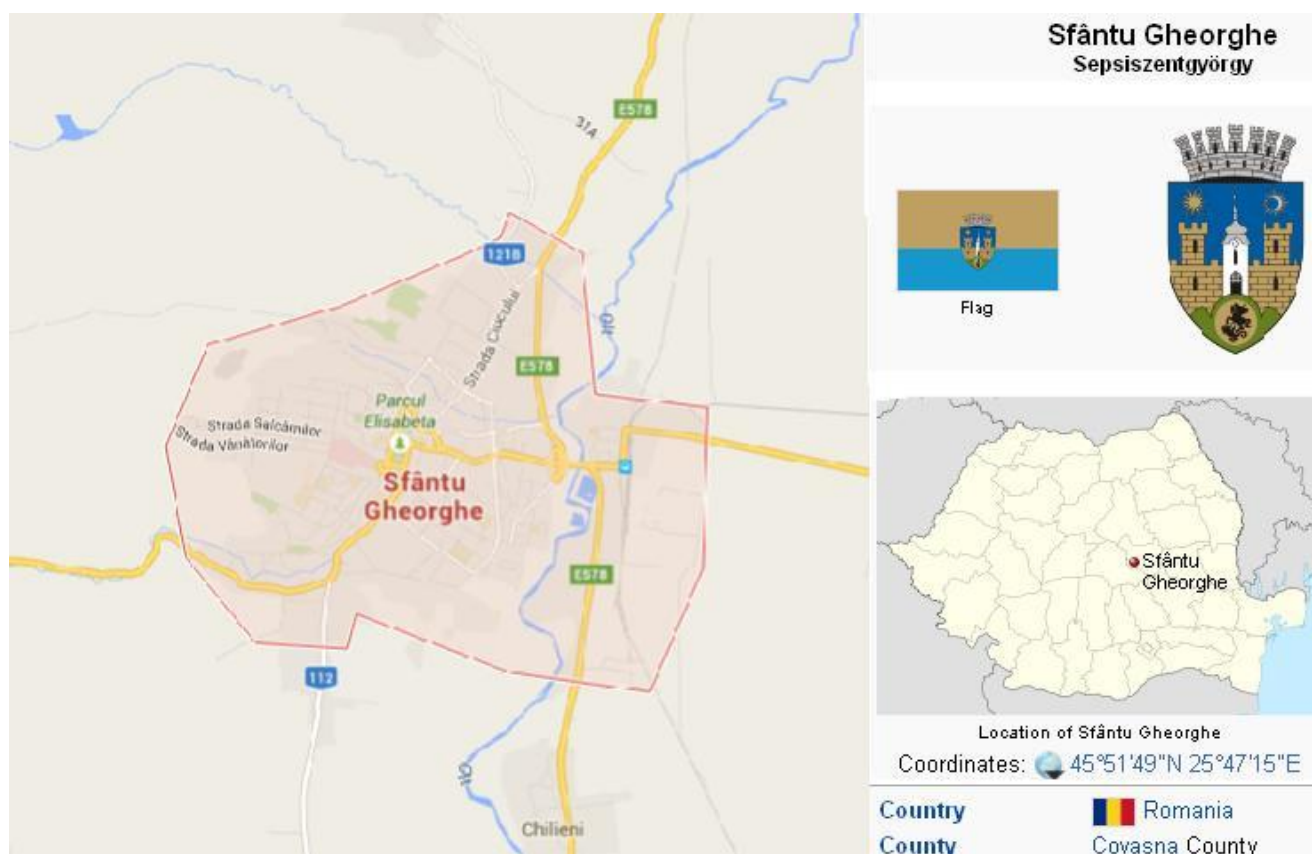 Sfântu Gheorghe
Sepsiszentgyörgy
E578
31A
121B
Olt
Strada Ciucului
E578
Parcul
Elisabeta
Strada Salcâmilor
Strada Vânătorilor
Sfântu
Gheorghe
E578
112
Olt
Chilieni
Flag
Sfântu
Gheorghe
Location of Sfântu Gheorghe
Coordinates: 45°51'49"N 25°47'15"E
Country Romania
County Covasna County